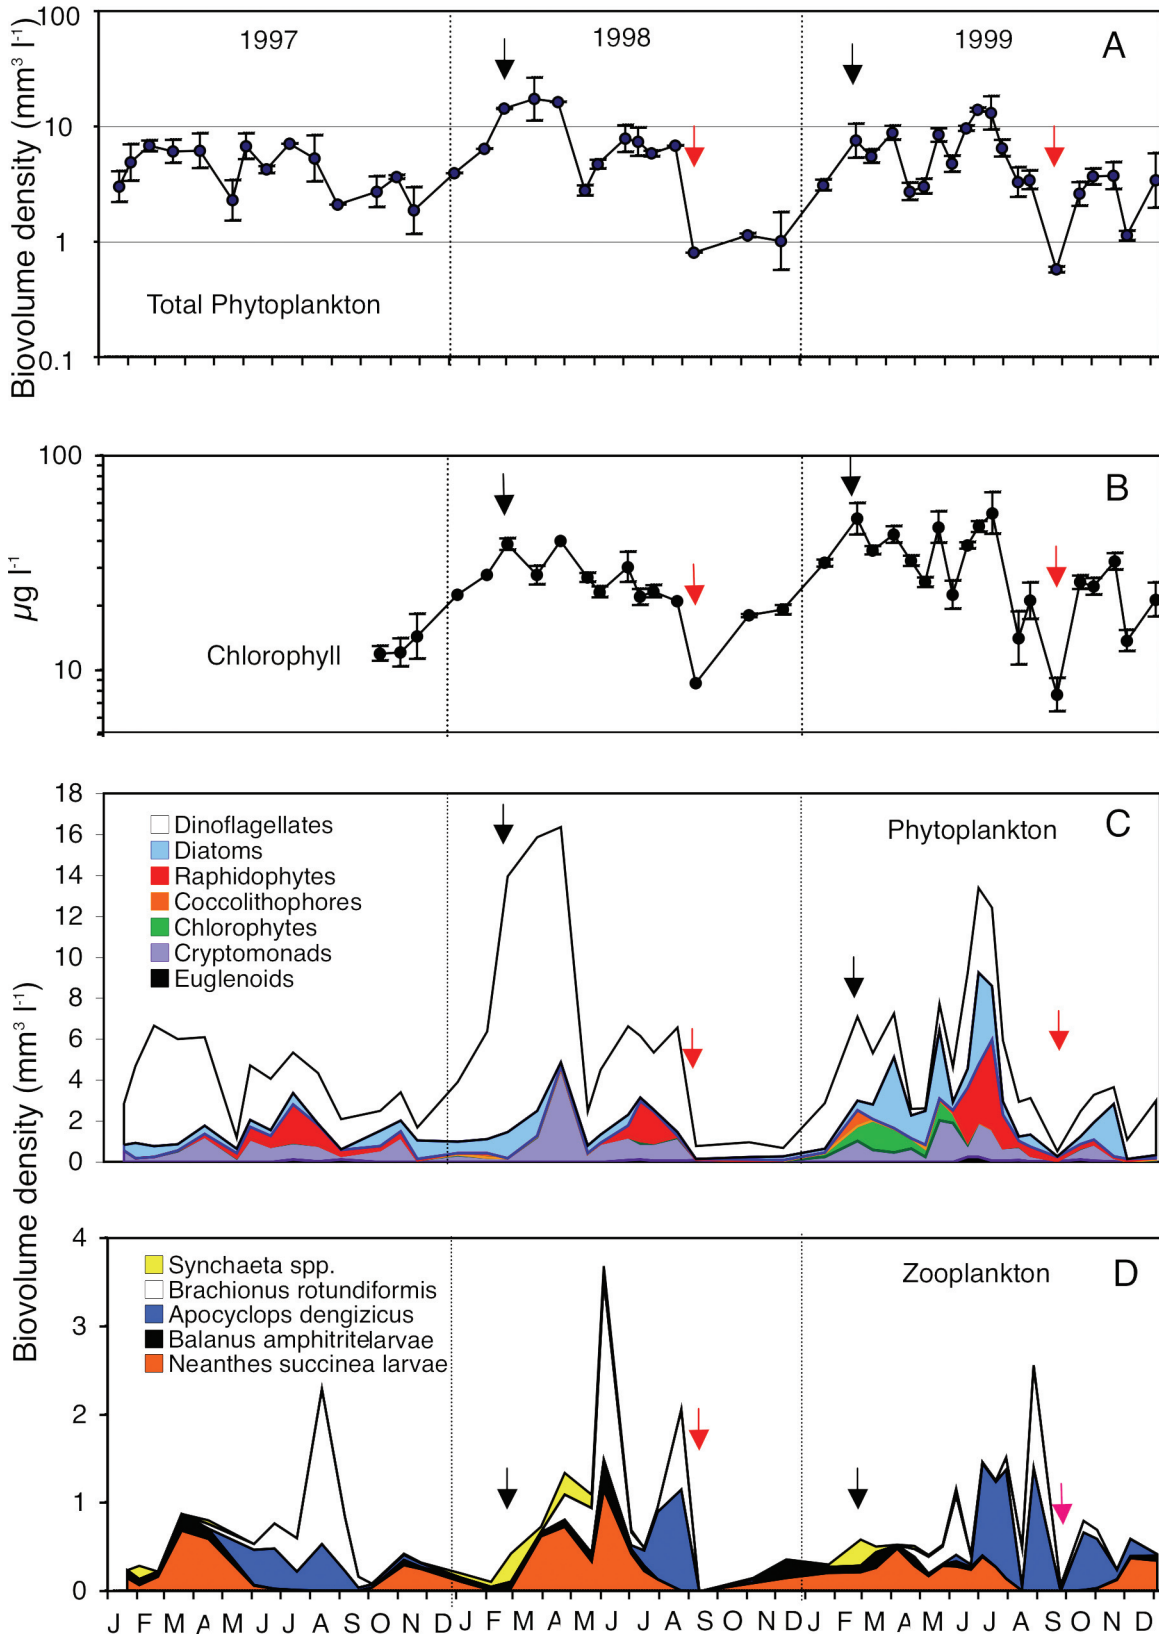 Biovolume density (mm³ l⁻¹)
100
10
1
0.1
1997
1998
1999
A
Total Phytoplankton
µg l⁻¹
100
10
B
Chlorophyll
Biovolume density (mm³ l⁻¹)
18
16
14
12
10
8
6
4
2
0
Dinoflagellates
Diatoms
Raphidophytes
Coccolithophores
Chlorophytes
Cryptomonads
Euglenoids
Phytoplankton
C
4
3
2
1
0
Synchaeta spp.
Brachionus rotundiformis
Apocyclops dengizicus
Balanus amphitritelarvae
Neanthes succinea larvae
Zooplankton
D
J F M A M J J A S O N D J F M A M J J A S O N D J F M A M J J A S O N D